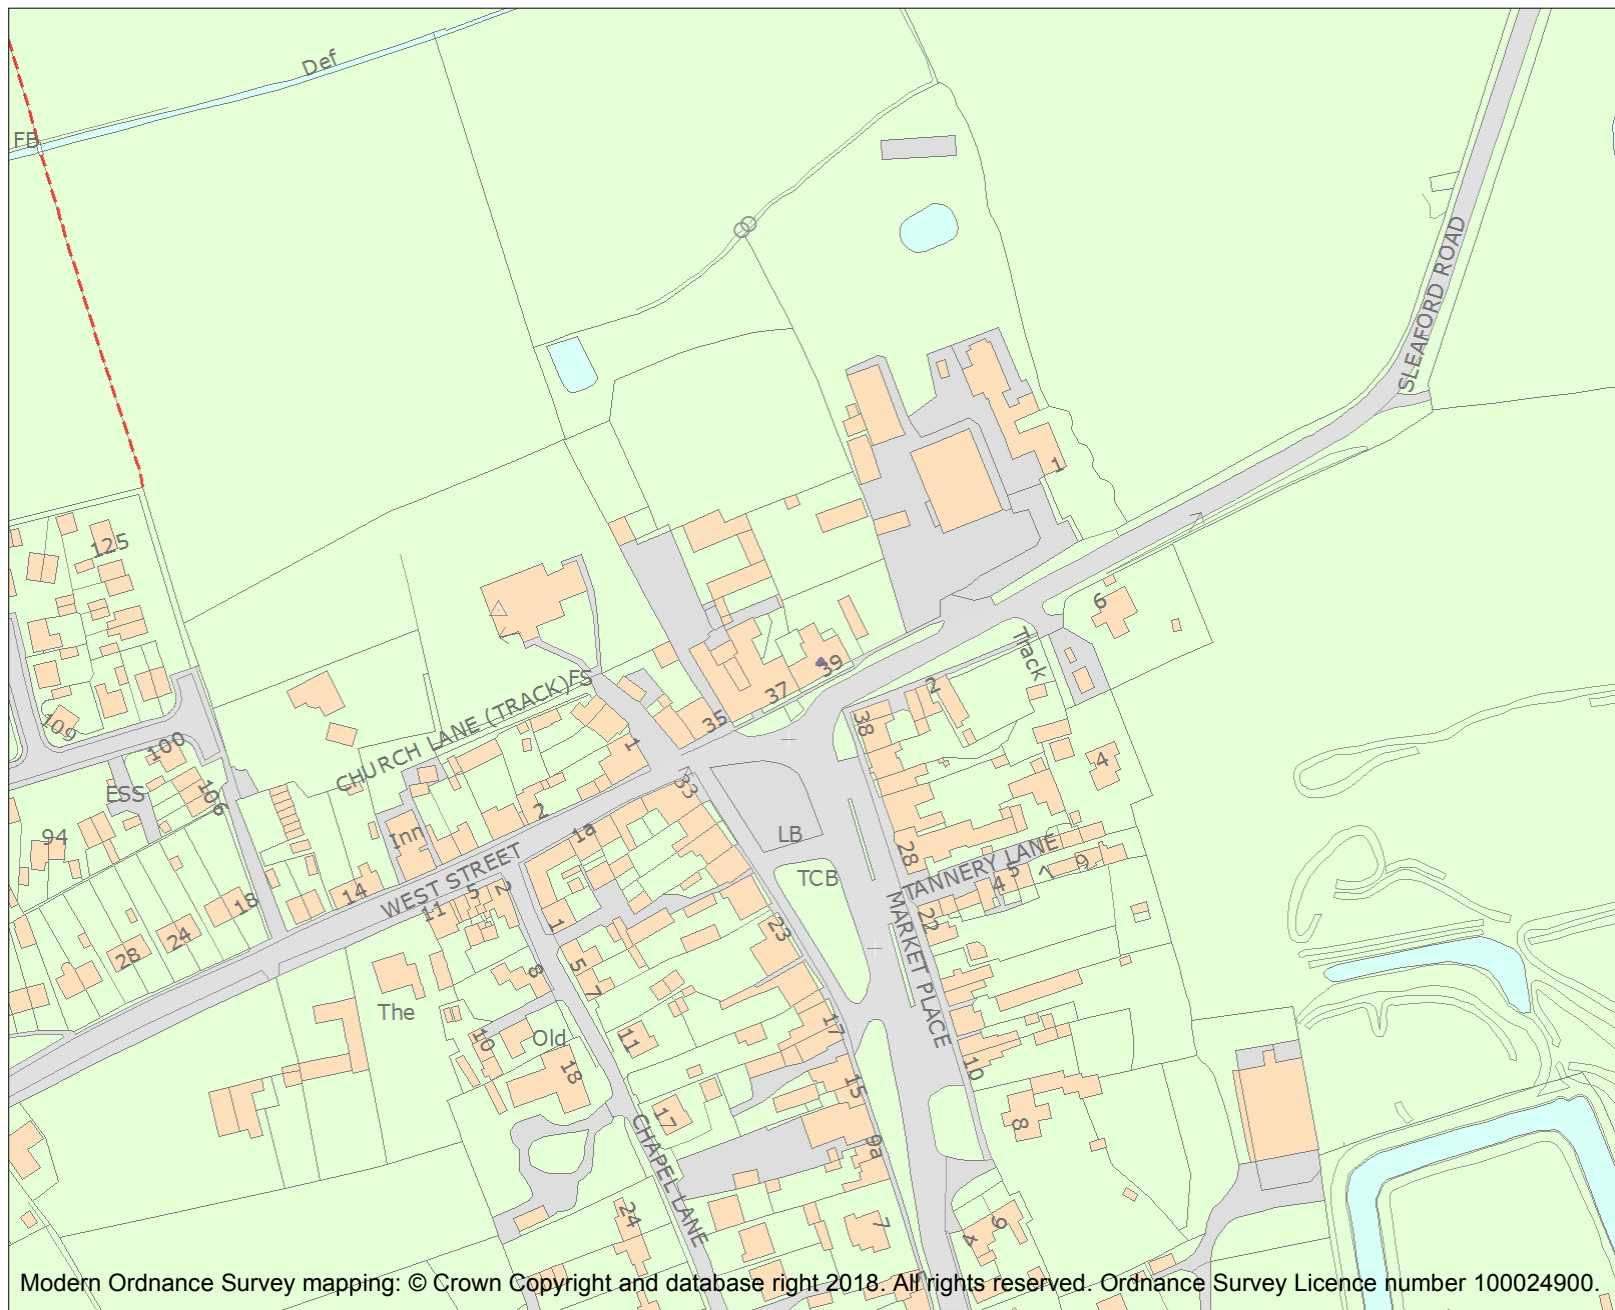 Def
FB
SLEAFORD ROAD
1
125
6
Track
39
FS
37
2
109
35
38
100
1
CHURCH LANE (TRACK)
4
33
ESS
106
2
94
Inn
1a
LB
28
TANNERY LANE
TCB
9
5
7
4
WEST STREET
2
5
14
18
11
22
1
23
24
28
MARKET PLACE
8
5
7
The
17
Old
10
11
18
10
15
17
8
CHAPEL LANE
9a
24
7
9
4
Modern Ordnance Survey mapping: © Crown Copyright and database right 2018. All rights reserved. Ordnance Survey Licence number 100024900.